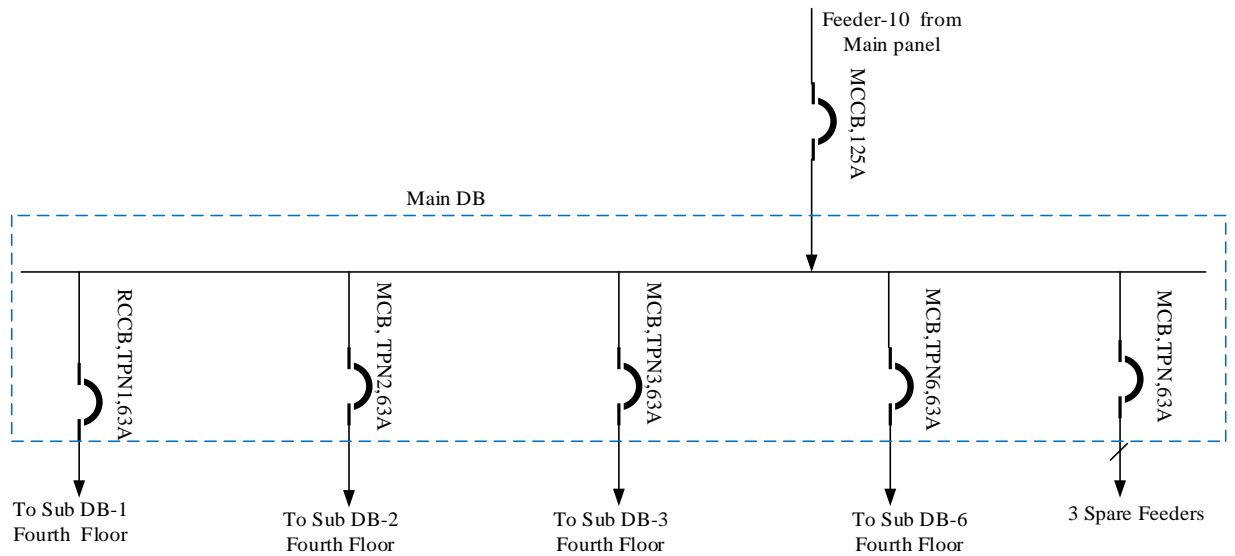 Feeder-10 from
Main panel
MCCB,125A
Main DB
RCCB,TPN1,63A
MCB, TPN2,63A
MCB,TPN3,63A
MCB,TPN6,63A
MCB,TPN,63A
To Sub DB-1
Fourth Floor
To Sub DB-2
Fourth Floor
To Sub DB-3
Fourth Floor
To Sub DB-6
Fourth Floor
3 Spare Feeders